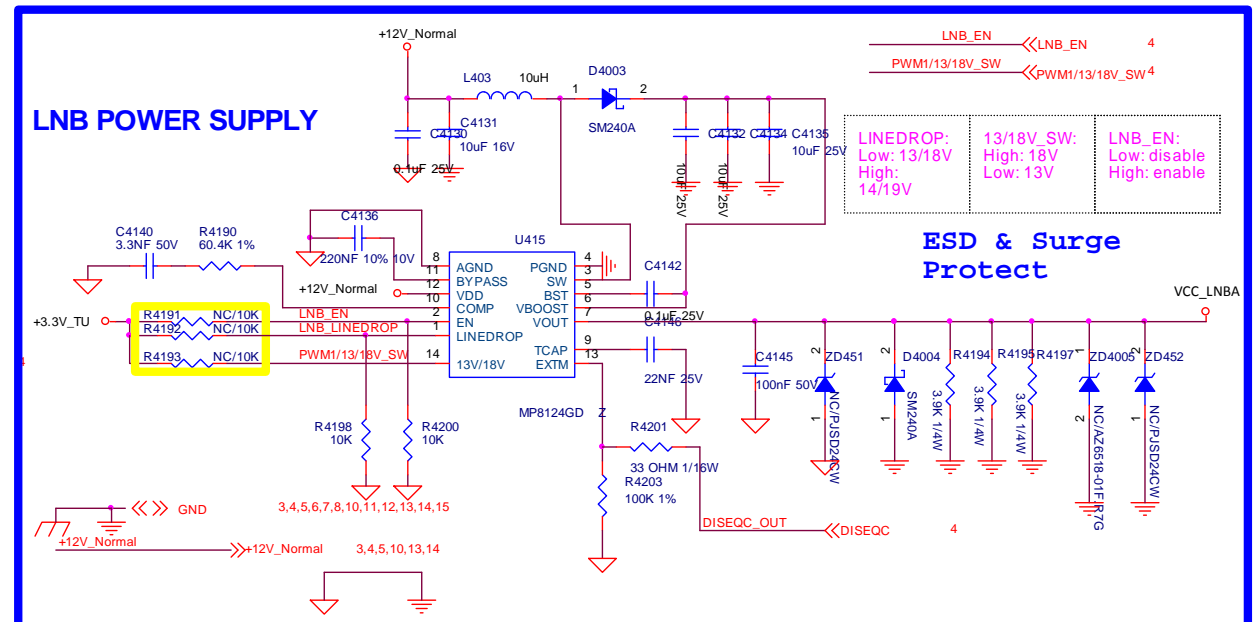 +12V_Normal
LNB_EN
LNB_EN
4
PWM1/13/18V_SW
PWM1/13/18V_SW
4
L403
10uH
D4003
1
2
SM240A
LNB POWER SUPPLY
C4130
0.1uF 25V
C4131
10uF 16V
C4132
10uF 25V
C4134
10uF 25V
C4135
10uF 25V
LINEDROP:
Low: 13/18V
High:
14/19V
13/18V_SW:
High: 18V
Low: 13V
LNB_EN:
Low: disable
High: enable
ESD & Surge
Protect
C4136
220NF 10% 10V
C4140
3.3NF 50V
R4190
60.4K 1%
+12V_Normal
U415
8
11
12
10
2
1
14
AGND
BYPASS
VDD
COMP
EN
LINEDROP
13V/18V
PGND
SW
BST
VBOOST
VOUT
TCAP
EXTM
4
3
5
6
7
9
13
MP8124GD
Z
C4142
0.1uF 25V
C4146
22NF 25V
VCC_LNBA
+3.3V_TU
R4191
NC/10K
LNB_EN
R4192
NC/10K
LNB_LINEDROP
R4193
NC/10K
PWM1/13/18V_SW
4
C4145
100nF 50V
ZD451
2
1
NC/PJSD24CW
D4004
2
1
SM240A
R4194
3.9K 1/4W
R4195
3.9K 1/4W
R4197
3.9K 1/4W
ZD4005
1
2
NC/AZ6518-01F.R7G
ZD452
2
1
NC/PJSD24CW
R4198
10K
R4200
10K
R4201
33 OHM 1/16W
R4203
100K 1%
DISEQC_OUT
DISEQC
4
GND
3,4,5,6,7,8,10,11,12,13,14,15
+12V_Normal
+12V_Normal
3,4,5,10,13,14